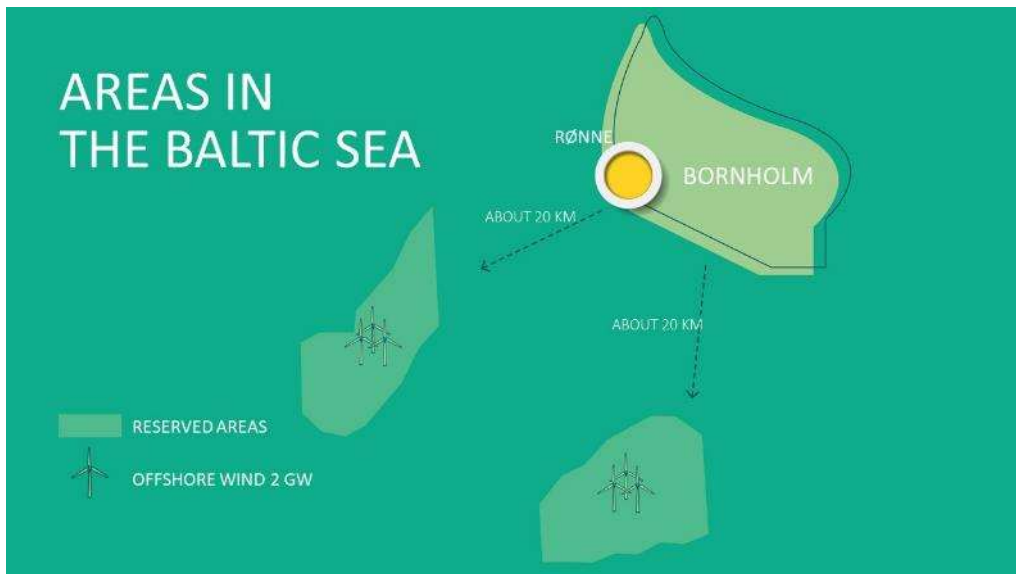 AREAS IN
THE BALTIC SEA
RØNNE
BORNHOLM
ABOUT 20 KM
ABOUT 20 KM
RESERVED AREAS
OFFSHORE WIND 2 GW